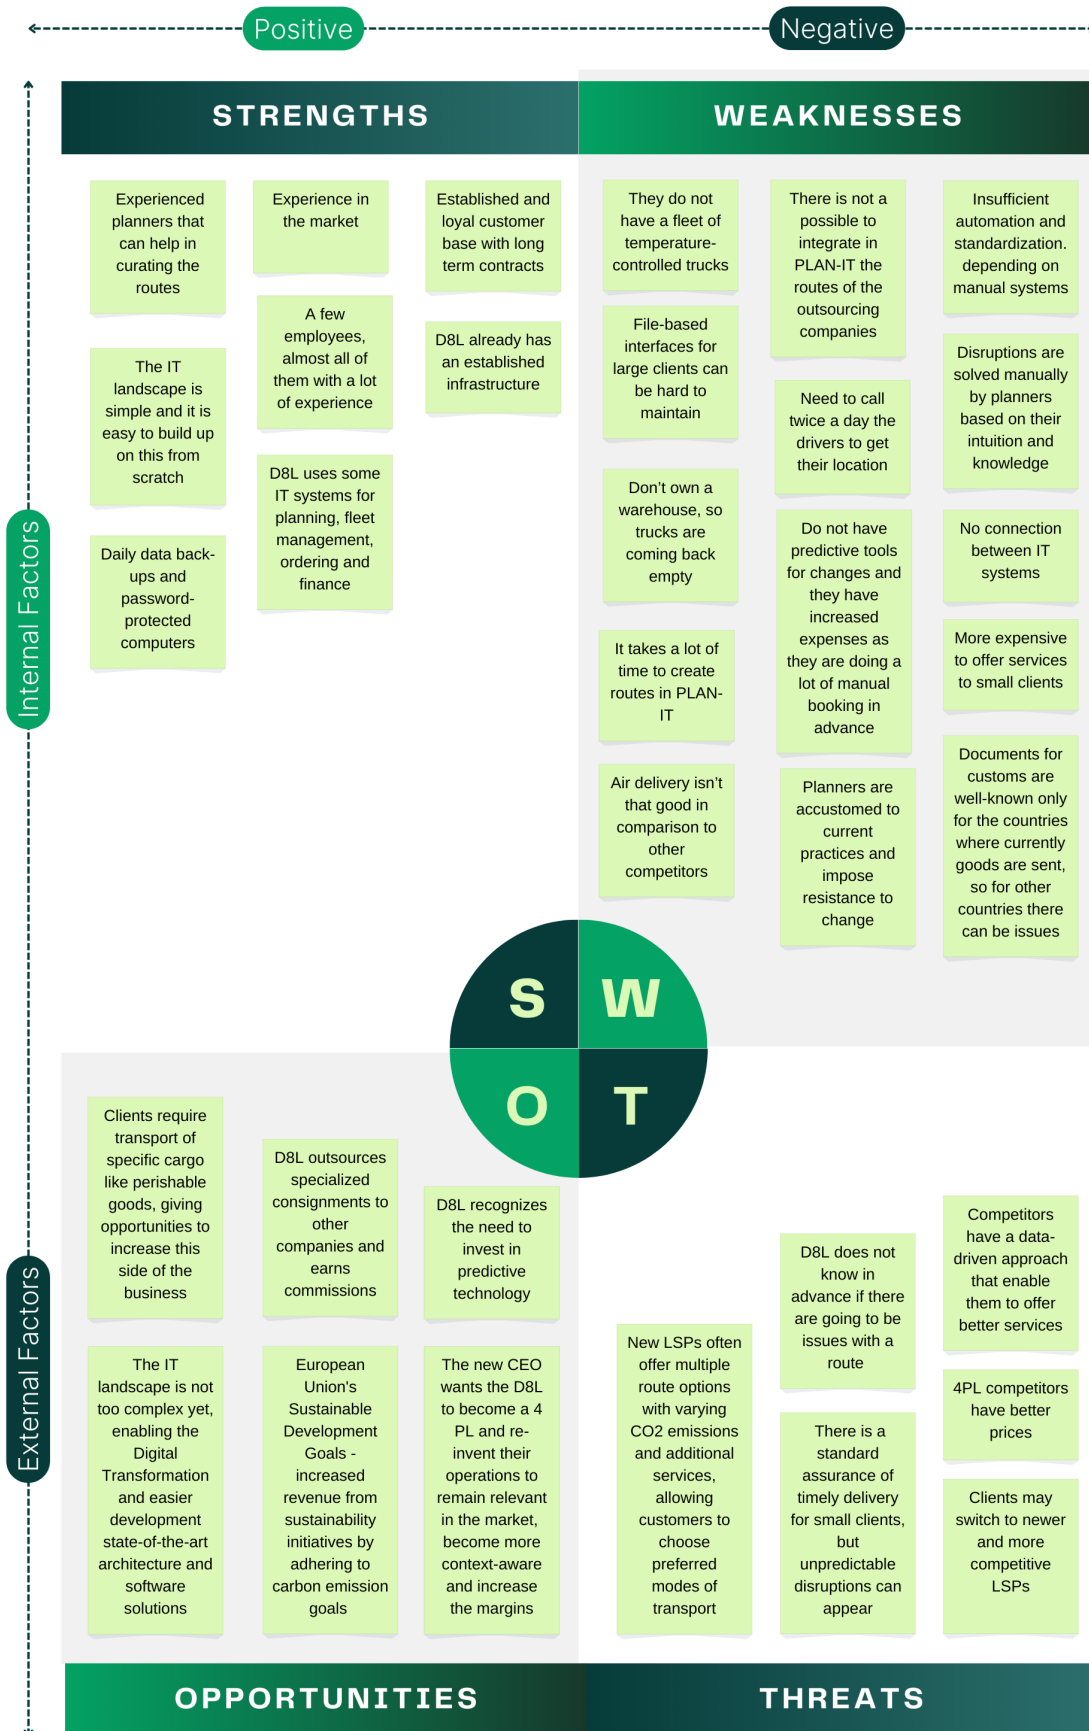 Positive
Negative
STRENGTHS
WEAKNESSES
Internal Factors
External Factors
Experienced
planners that
can help in
curating the
routes
The IT
landscape is
simple and it is
easy to build up
on this from
scratch
Daily data back-
ups and
password-
protected
computers
Experience in
the market
A few
employees,
almost all of
them with a lot
of experience
D8L uses some
IT systems for
planning, fleet
management,
ordering and
finance
Established and
loyal customer
base with long
term contracts
D8L already has
an established
infrastructure
They do not
have a fleet of
temperature-
controlled trucks
File-based
interfaces for
large clients can
be hard to
maintain
Don't own a
warehouse, so
trucks are
coming back
empty
It takes a lot of
time to create
routes in PLAN-
IT
Air delivery isn't
that good in
comparison to
other
competitors
There is not a
possible to
integrate in
PLAN-IT the
routes of the
outsourcing
companies
Need to call
twice a day the
drivers to get
their location
Do not have
predictive tools
for changes and
they have
increased
expenses as
they are doing a
lot of manual
booking in
advance
Planners are
accustomed to
current
practices and
impose
resistance to
change
Insufficient
automation and
standardization.
depending on
manual systems
Disruptions are
solved manually
by planners
based on their
intuition and
knowledge
No connection
between IT
systems
More expensive
to offer services
to small clients
Documents for
customs are
well-known only
for the countries
where currently
goods are sent,
so for other
countries there
can be issues
S
W
O
T
Clients require
transport of
specific cargo
like perishable
goods, giving
opportunities to
increase this
side of the
business
The IT
landscape is not
too complex yet,
enabling the
Digital
Transformation
and easier
development
state-of-the-art
architecture and
software
solutions
D8L outsources
specialized
consignments to
other
companies and
earns
commissions
European
Union's
Sustainable
Development
Goals -
increased
revenue from
sustainability
initiatives by
adhering to
carbon emission
goals
D8L recognizes
the need to
invest in
predictive
technology
The new CEO
wants the D8L
to become a 4
PL and re-
invent their
operations to
remain relevant
in the market,
become more
context-aware
and increase
the margins
New LSPs often
offer multiple
route options
with varying
CO2 emissions
and additional
services,
allowing
customers to
choose
preferred
modes of
transport
D8L does not
know in
advance if there
are going to be
issues with a
route
There is a
standard
assurance of
timely delivery
for small clients,
but
unpredictable
disruptions can
appear
Competitors
have a data-
driven approach
that enable
them to offer
better services
4PL competitors
have better
prices
Clients may
switch to newer
and more
competitive
LSPs
OPPORTUNITIES
THREATS